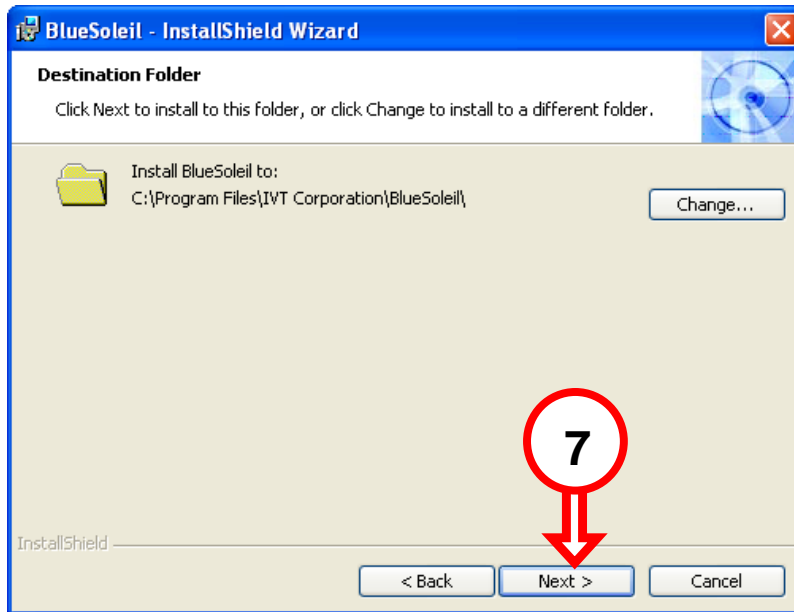 BlueSoleil - InstallShield Wizard
Destination Folder
Click Next to install to this folder, or click Change to install to a different folder.
Install BlueSoleil to:
C:\Program Files\IVT Corporation\BlueSoleil\
Change...
7
InstallShield
< Back
Next >
Cancel